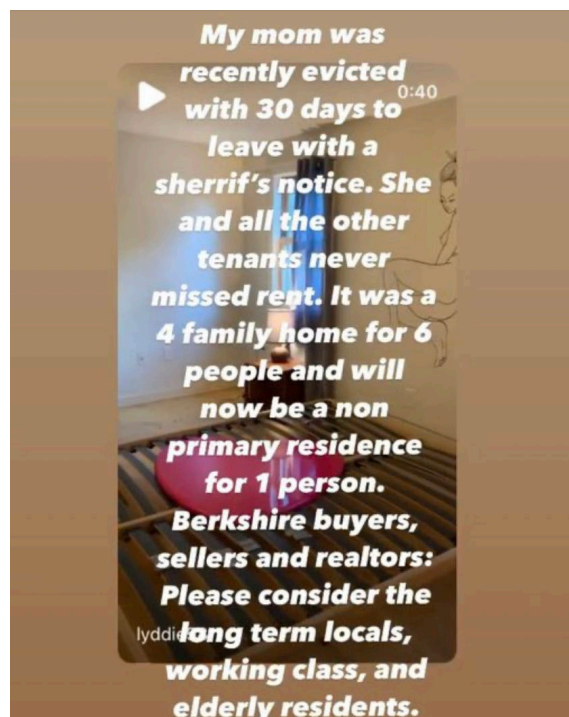 My mom was
recently evicted
0:40
with 30 days to
leave with a
sherrif's notice. She
and all the other
tenants never
missed rent. It was a
4 family home for 6
people and will
now be a non
primary residence
for 1 person.
Berkshire buyers,
sellers and realtors:
Please consider the
long term locals,
working class, and
elderly residents.